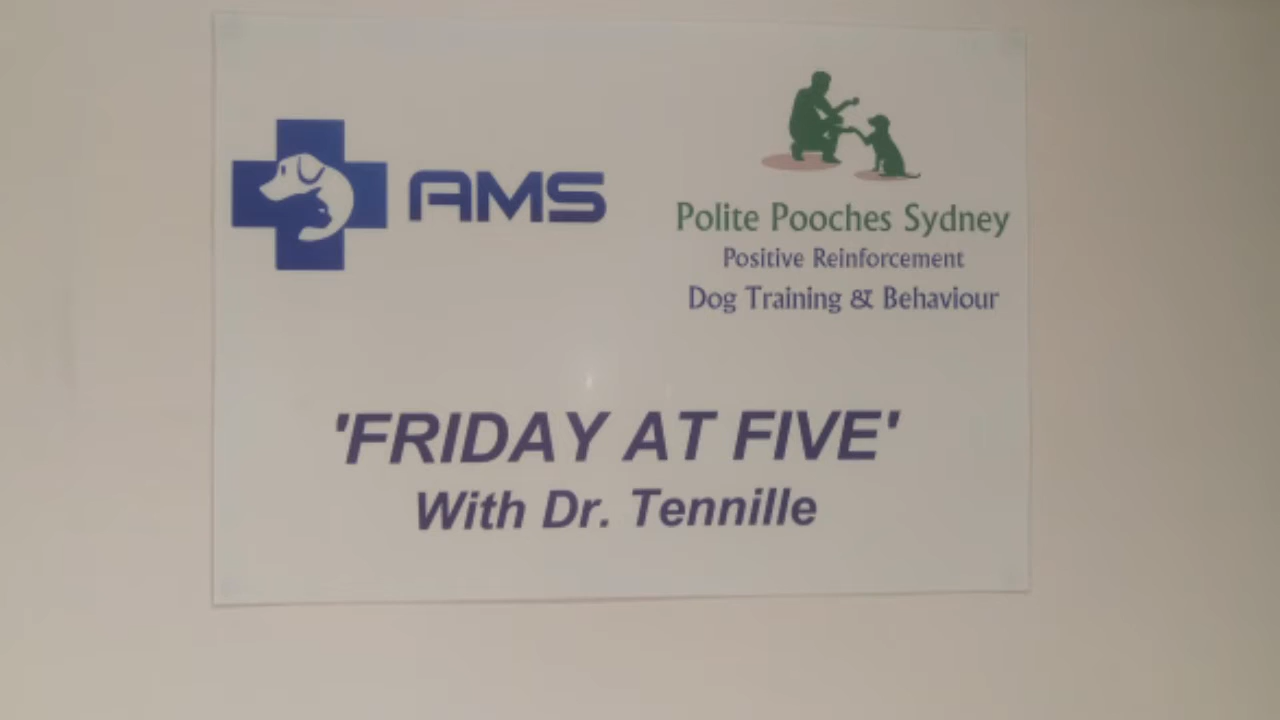 AMS
Polite Pooches Sydney
Positive Reinforcement
Dog Training & Behaviour
'FRIDAY AT FIVE'
With Dr. Tennille